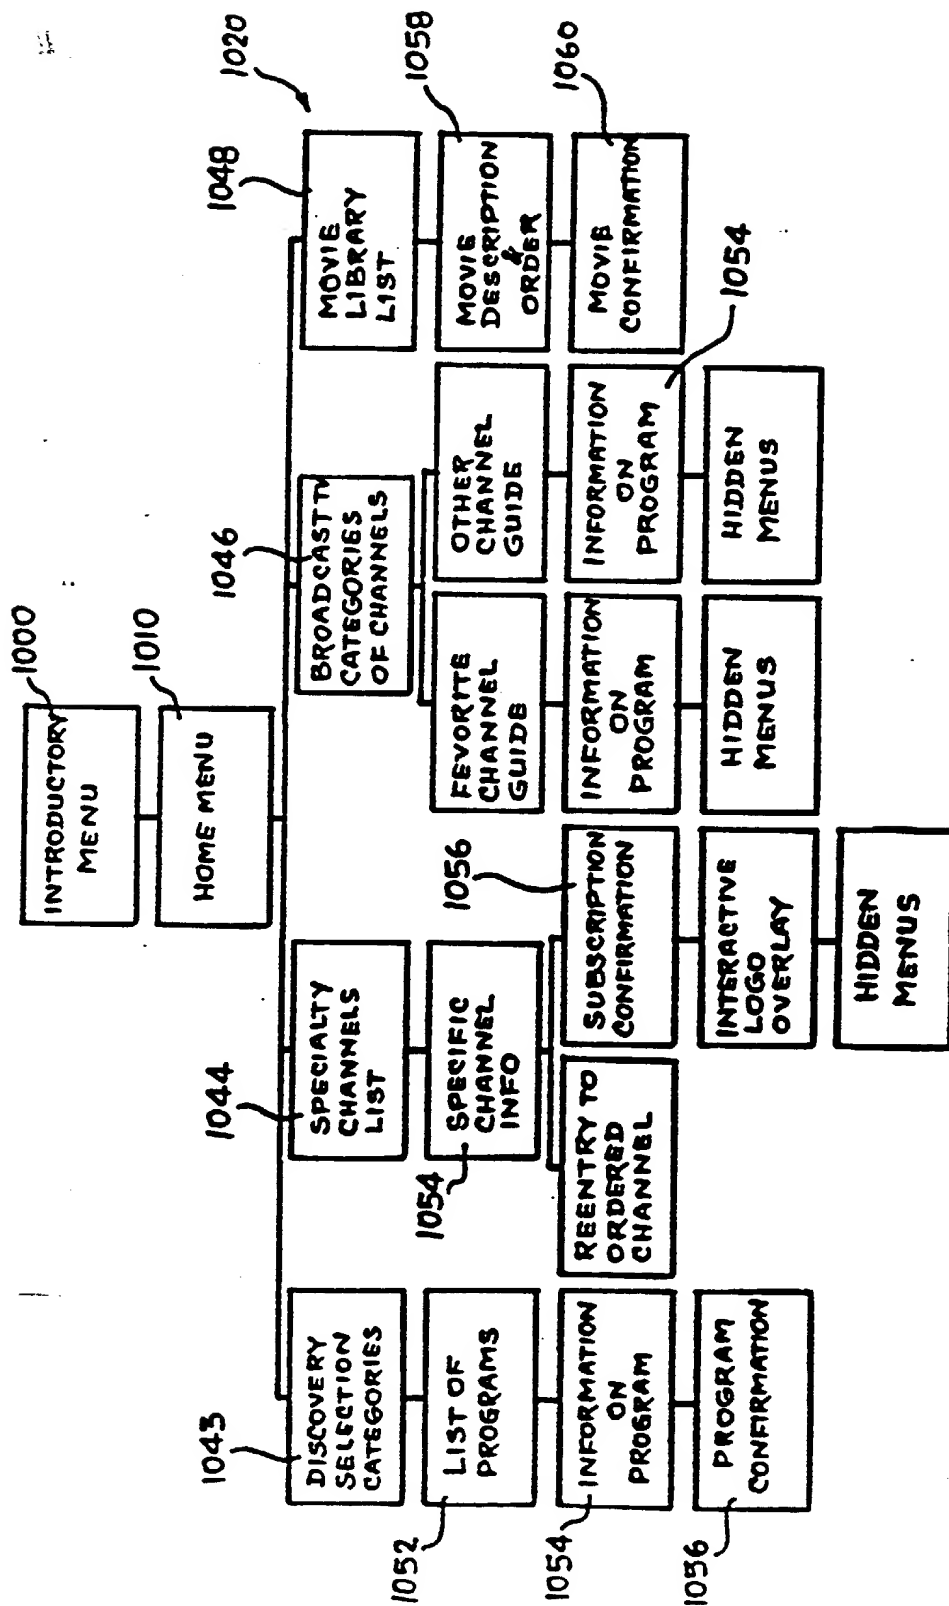 1000
INTRODUCTORY
MENU
1010
HOME MENU
1020
1043
DISCOVERY
SELECTION
CATEGORIES
1044
SPECIALTY
CHANNELS
LIST
1046
BROADCAST TV
CATEGORIES
OF CHANNELS
1048
MOVIE
LIBRARY
LIST
1052
LIST OF
PROGRAMS
1054
SPECIFIC
CHANNEL
INFO
FEVORITE
CHANNEL
GUIDE
OTHER
CHANNEL
GUIDE
1058
MOVIE
DESCRIPTION
&
ORDER
1054
INFORMATION
ON
PROGRAM
REENTRY TO
ORDERED
CHANNEL
1056
SUBSCRIPTION
CONFIRMATION
INFORMATION
ON
PROGRAM
INFORMATION
ON
PROGRAM
1054
1060
MOVIE
CONFIRMATION
1056
PROGRAM
CONFIRMATION
INTERACTIVE
LOGO
OVERLAY
HIDDEN
MENUS
HIDDEN
MENUS
HIDDEN
MENUS